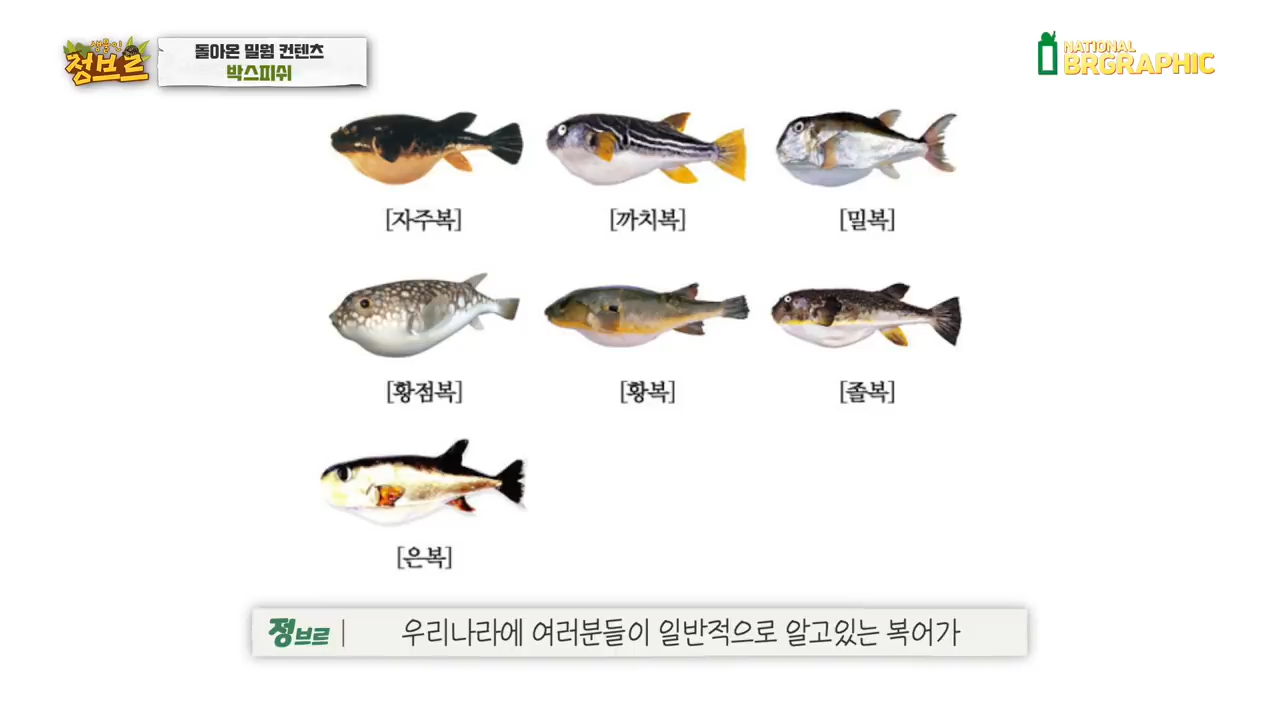 생물인
정브르
돌아온 밀웜 컨텐츠
박스피쉬
NATIONAL
BRGRAPHIC
[자주복] [까치복] [밀복]
[황점복] [황복] [졸복]
[은복]
정브르 | 우리나라에 여러분들이 일반적으로 알고있는 복어가